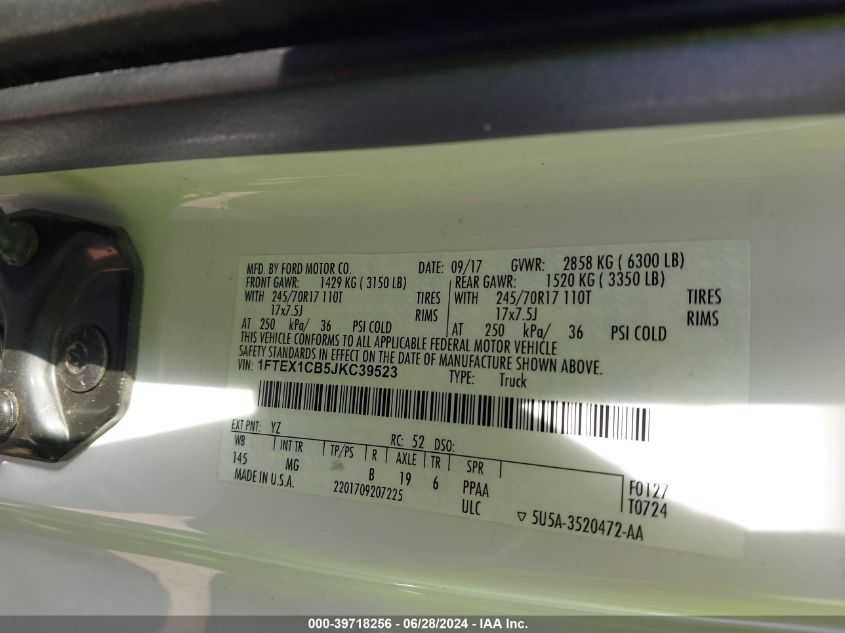 MFD. BY FORD MOTOR CO. DATE: 09/17 GVWR: 2858 KG ( 6300 LB)
FRONT GAWR: 1429 KG ( 3150 LB) REAR GAWR: 1520 KG ( 3350 LB)
WITH 245/70R17 110T TIRES WITH 245/70R17 110T TIRES
17x7.5J RIMS 17x7.5J RIMS
AT 250 kPa/ 36 PSI COLD AT 250 kPa/ 36 PSI COLD
THIS VEHICLE CONFORMS TO ALL APPLICABLE FEDERAL MOTOR VEHICLE
SAFETY STANDARDS IN EFFECT ON THE DATE OF MANUFACTURE SHOWN ABOVE.
VIN: 1FTEX1CB5JKC39523 TYPE: Truck
EXT PNT: YZ RC: 52 DSO:
WB INT TR TP/PS R AXLE TR SPR
145 MG B 19 6 PPAA F0127
MADE IN U.S.A. 2201709207225 ULC T0724
▽ 5U5A-3520472-AA
000-39718256 - 06/28/2024 - IAA Inc.